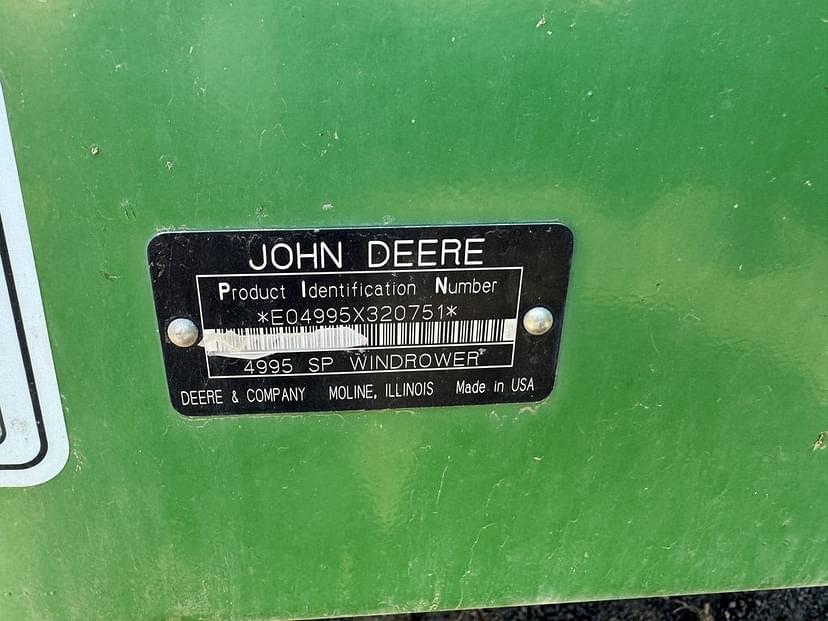 JOHN DEERE
Product Identification Number
*E04995X320751*
4995 SP WINDROWER
DEERE & COMPANY MOLINE, ILLINOIS Made in USA